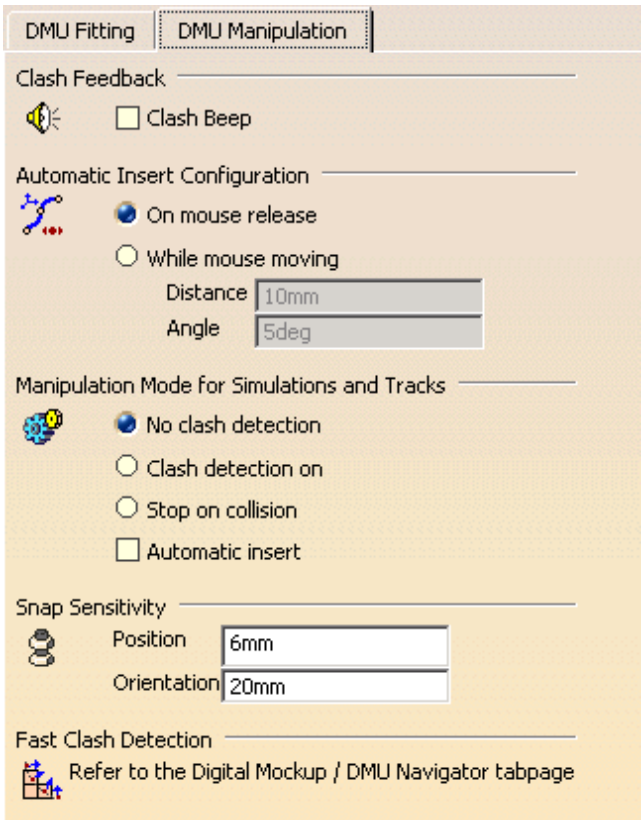 DMU Fitting DMU Manipulation
Clash Feedback
Clash Beep
Automatic Insert Configuration
On mouse release
While mouse moving
Distance 10mm
Angle 5deg
Manipulation Mode for Simulations and Tracks
No clash detection
Clash detection on
Stop on collision
Automatic insert
Snap Sensitivity
Position 6mm
Orientation 20mm
Fast Clash Detection
Refer to the Digital Mockup / DMU Navigator tabpage